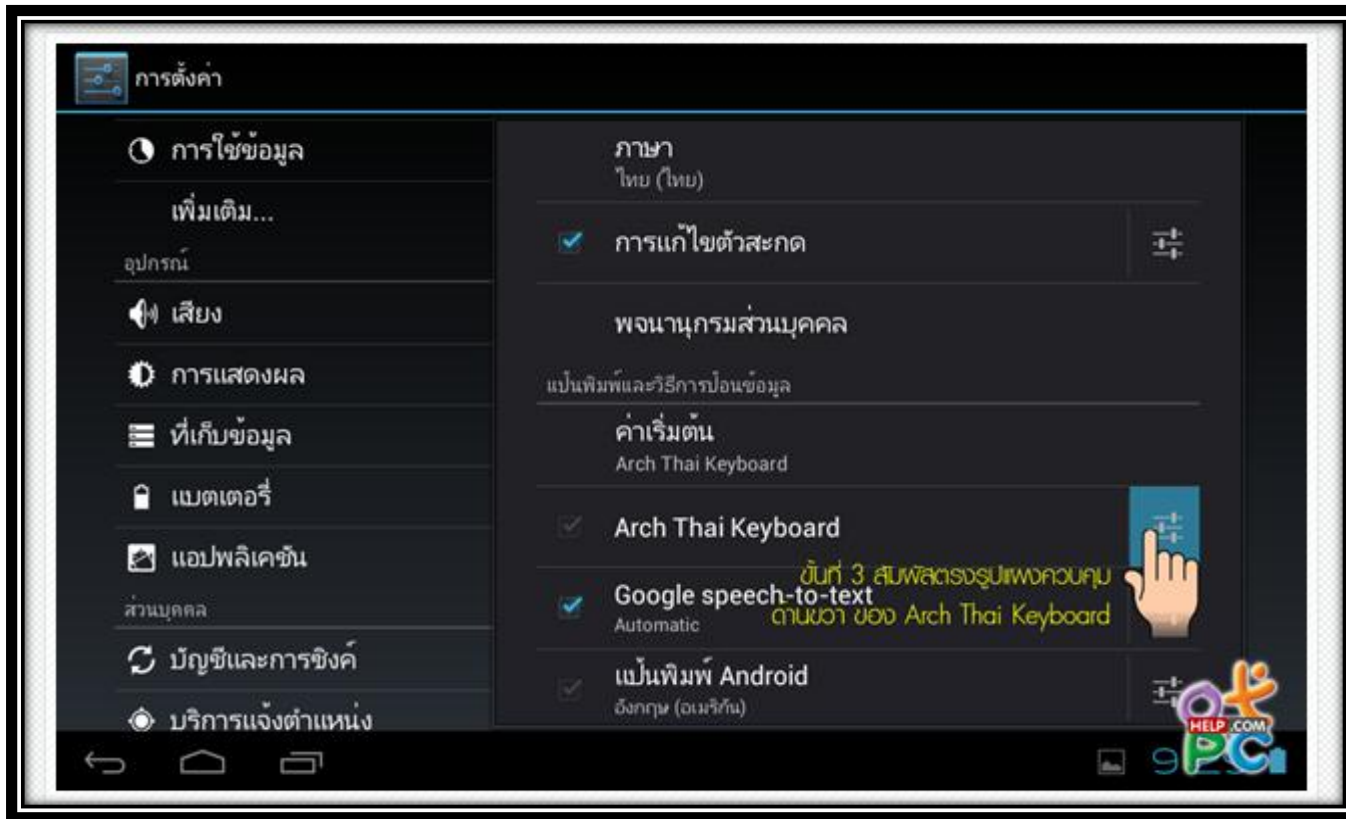 การตั้งค่า
การใช้ข้อมูล
เพิ่มเติม...
อุปกรณ์
เสียง
การแสดงผล
ที่เก็บข้อมูล
แบตเตอรี่
แอปพลิเคชัน
ส่วนบุคคล
บัญชีและการซิงค์
บริการแจ้งตำแหน่ง
ภาษา
ไทย (ไทย)
การแก้ไขตัวสะกด
พจนานุกรมส่วนบุคคล
แป้นพิมพ์และวิธีการป้อนข้อมูล
ค่าเริ่มต้น
Arch Thai Keyboard
Arch Thai Keyboard
ขั้นที่ 3 สัมผัสตรงรูปแผงควบคุม
Google speech-to-text
ด้านขวา ของ Arch Thai Keyboard
Automatic
แป้นพิมพ์ Android
อังกฤษ (อเมริกัน)
HELP.COM
PC